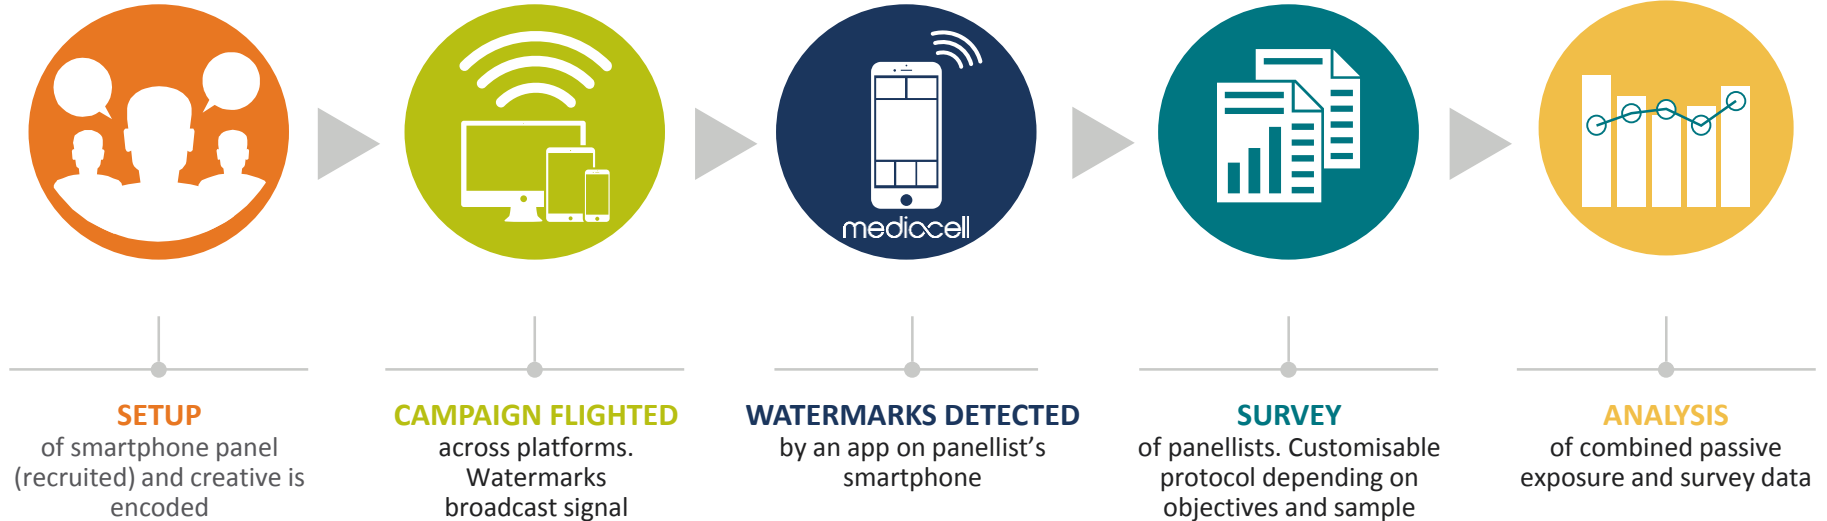 mediacell
SETUP
of smartphone panel
(recruited) and creative is
encoded
CAMPAIGN FLIGHTED
across platforms.
Watermarks
broadcast signal
WATERMARKS DETECTED
by an app on panellist’s
smartphone
SURVEY
of panellists. Customisable
protocol depending on
objectives and sample
ANALYSIS
of combined passive
exposure and survey data